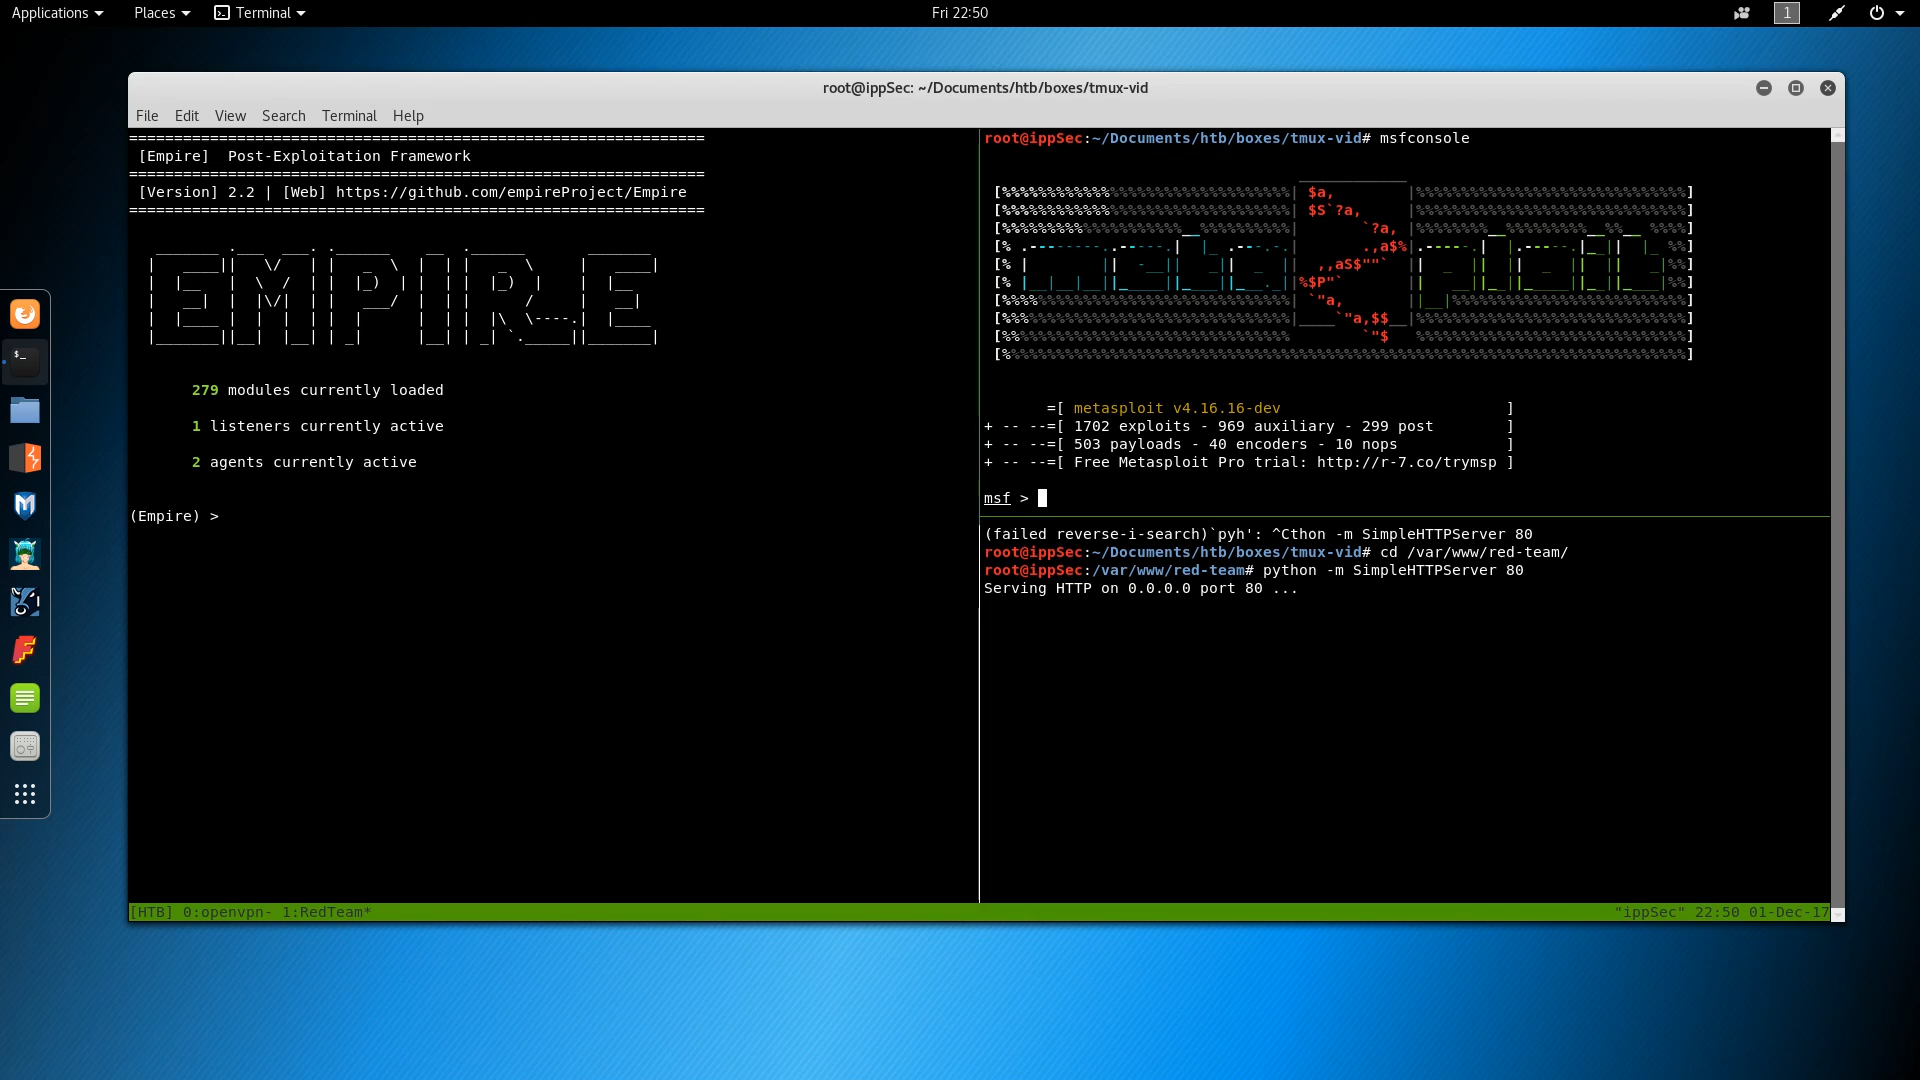 Applications
Places
Terminal
Fri 22:50
1
root@ippSec: ~/Documents/htb/boxes/tmux-vid
File Edit View Search Terminal Help
================================================================
[Empire]  Post-Exploitation Framework
================================================================
[Version] 2.2 | [Web] https://github.com/empireProject/Empire
================================================================
EMPIRE
279 modules currently loaded
1 listeners currently active
2 agents currently active
(Empire) >
root@ippSec:~/Documents/htb/boxes/tmux-vid# msfconsole
metasploit
=[ metasploit v4.16.16-dev ]
+ -- --=[ 1702 exploits - 969 auxiliary - 299 post ]
+ -- --=[ 503 payloads - 40 encoders - 10 nops ]
+ -- --=[ Free Metasploit Pro trial: http://r-7.co/trymsp ]
msf >
(failed reverse-i-search)`pyh': ^Cthon -m SimpleHTTPServer 80
root@ippSec:~/Documents/htb/boxes/tmux-vid# cd /var/www/red-team/
root@ippSec:/var/www/red-team# python -m SimpleHTTPServer 80
Serving HTTP on 0.0.0.0 port 80 ...
[HTB] 0:openvpn- 1:RedTeam*
"ippSec" 22:50 01-Dec-17